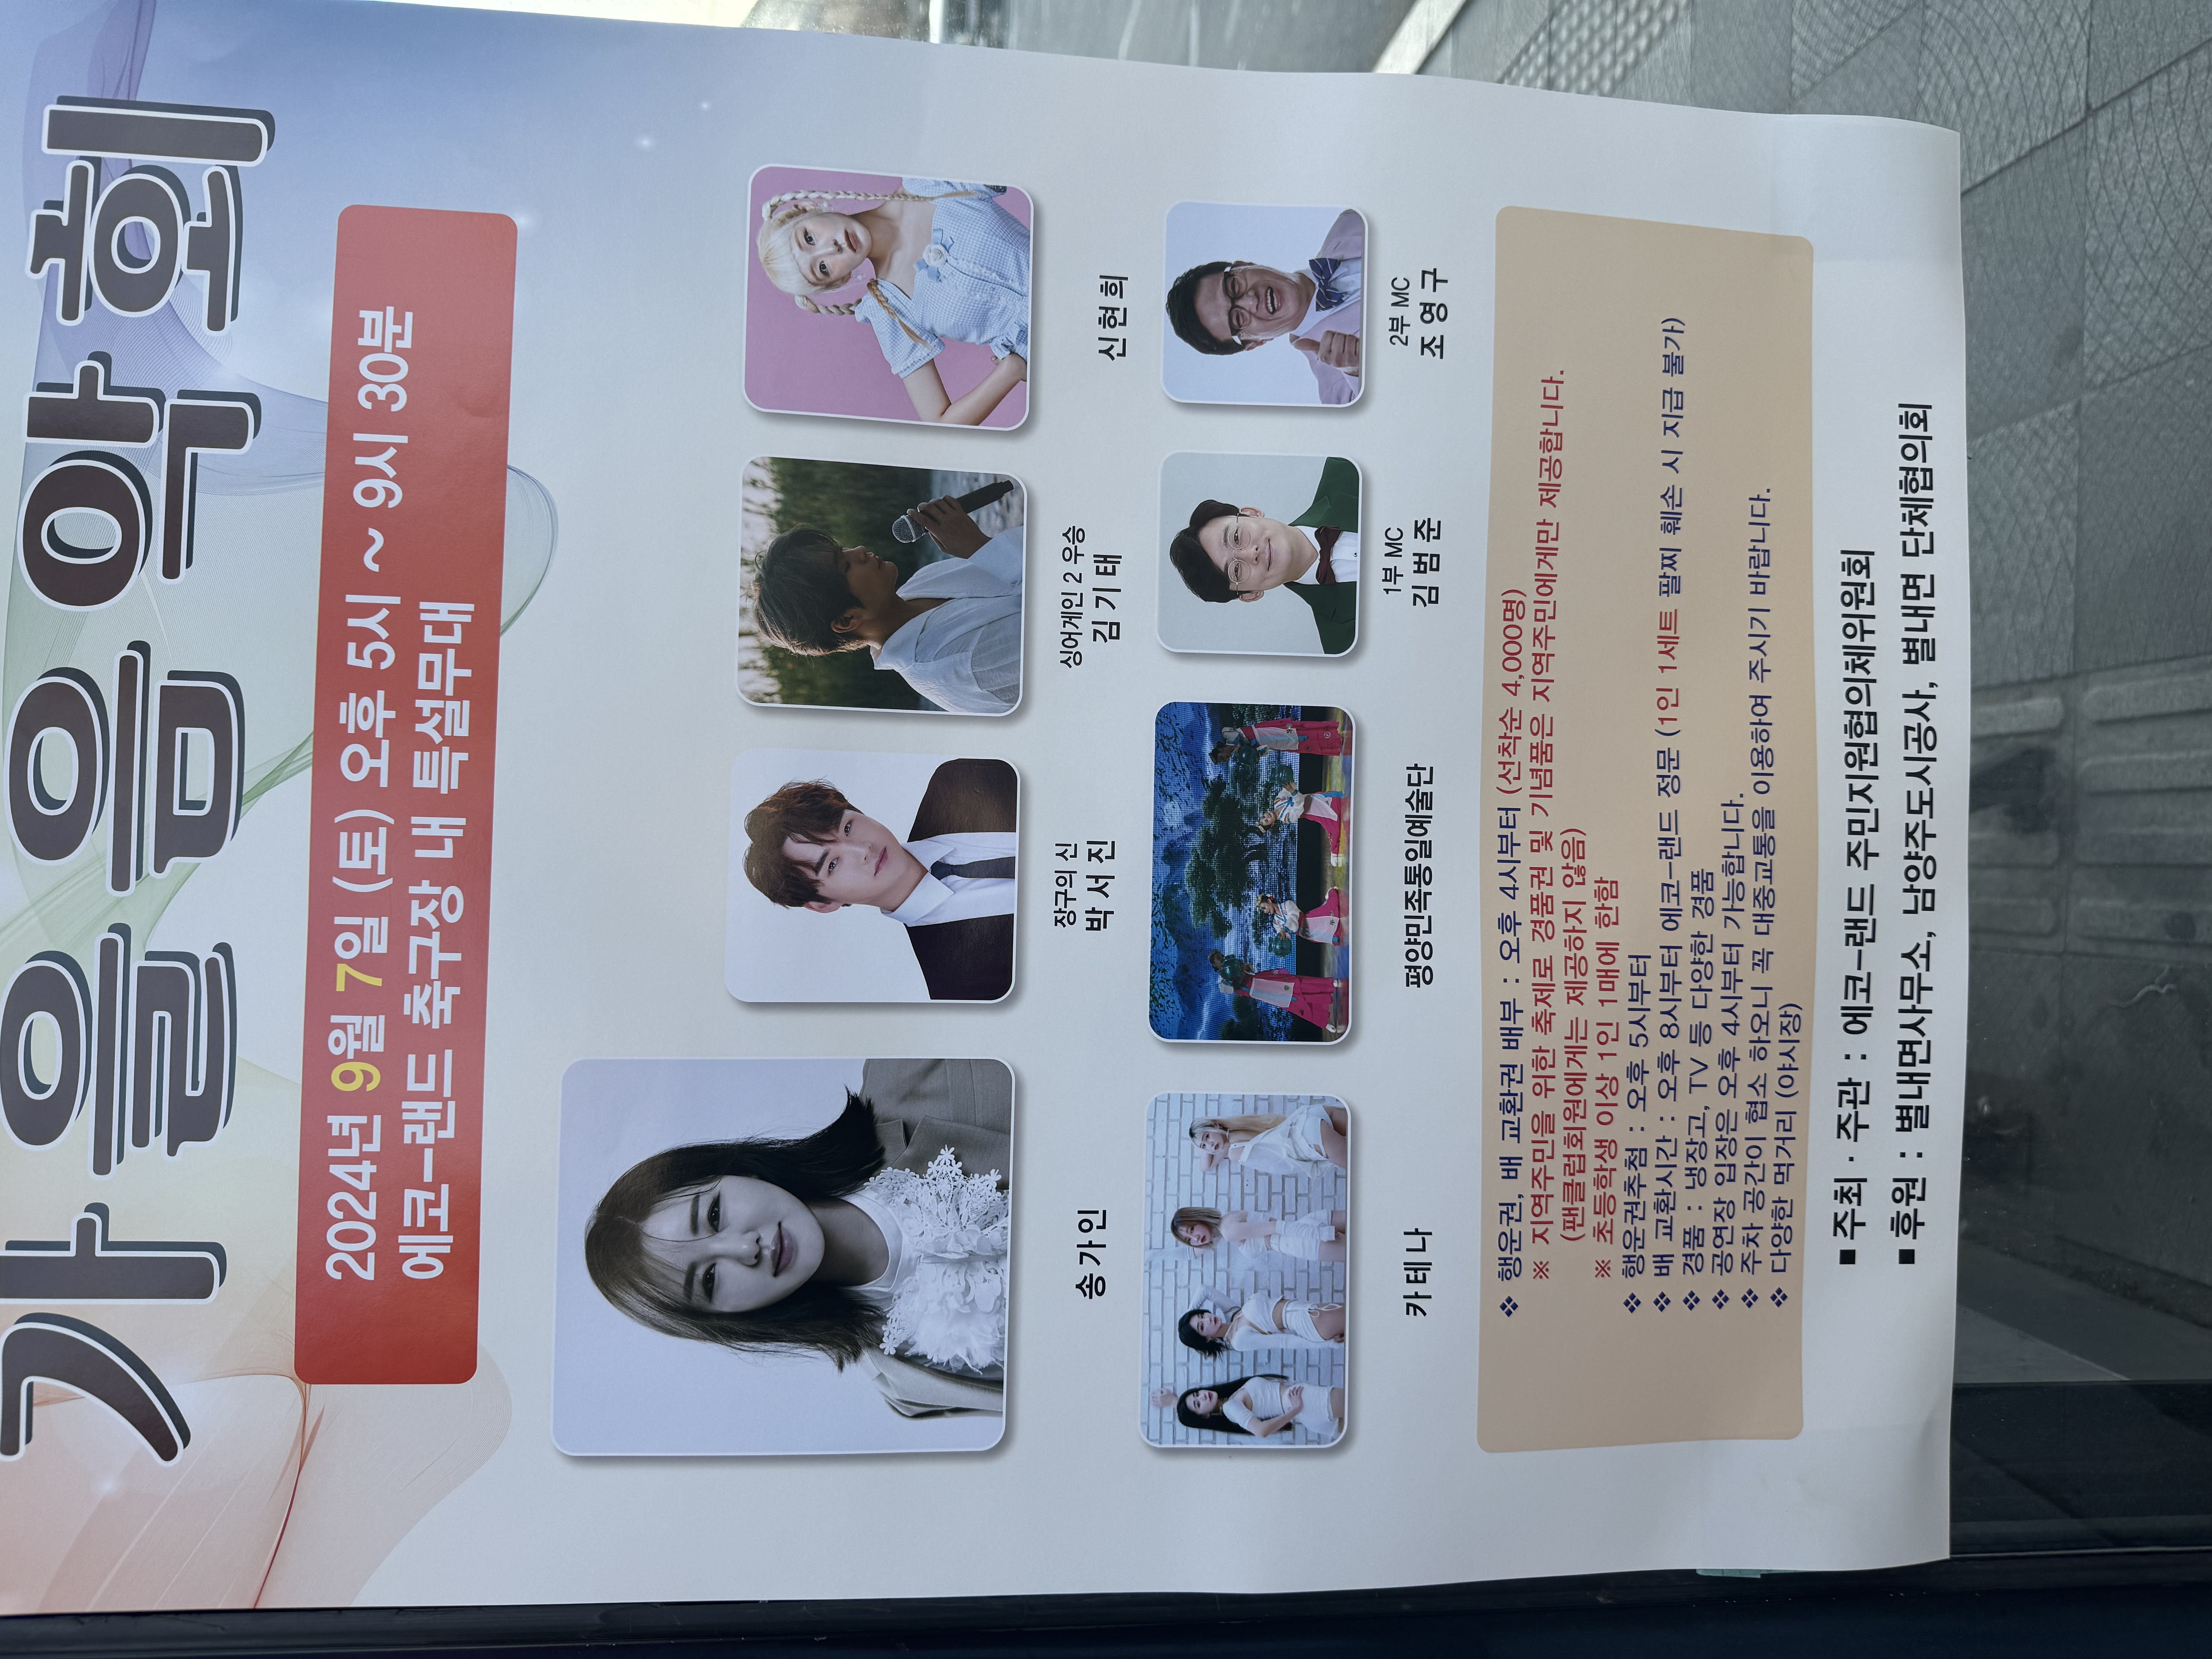 가을음악회
2024년 9월 7일 (토) 오후 5시 ~ 9시 30분
에코-랜드 축구장 내 특설무대
송가인
장구의 신
박서진
싱어게인 2 우승
김기태
신현희
카테나
평양민족통일예술단
1부 MC
김범준
2부 MC
조영구
❖ 행운권, 배 교환권 배부 : 오후 4시부터 (선착순 4,000명)
※ 지역주민을 위한 축제로 경품권 및 기념품은 지역주민에게만 제공합니다.
(팬클럽회원에게는 제공하지 않음)
※ 초등학생 이상 1인 1매에 한함
❖ 행운권추첨 : 오후 5시부터
❖ 배 교환시간 : 오후 8시부터 에코-랜드 정문 (1인 1세트 팔찌 훼손 시 지급 불가)
❖ 경품 : 냉장고, TV 등 다양한 경품
❖ 공연장 입장은 오후 4시부터 가능합니다.
❖ 주차 공간이 협소 하오니 꼭 대중교통을 이용하여 주시기 바랍니다.
❖ 다양한 먹거리 (야시장)
■ 주최 · 주관 : 에코-랜드 주민지원협의체위원회
■ 후원 : 별내면사무소, 남양주도시공사, 별내면 단체협의회